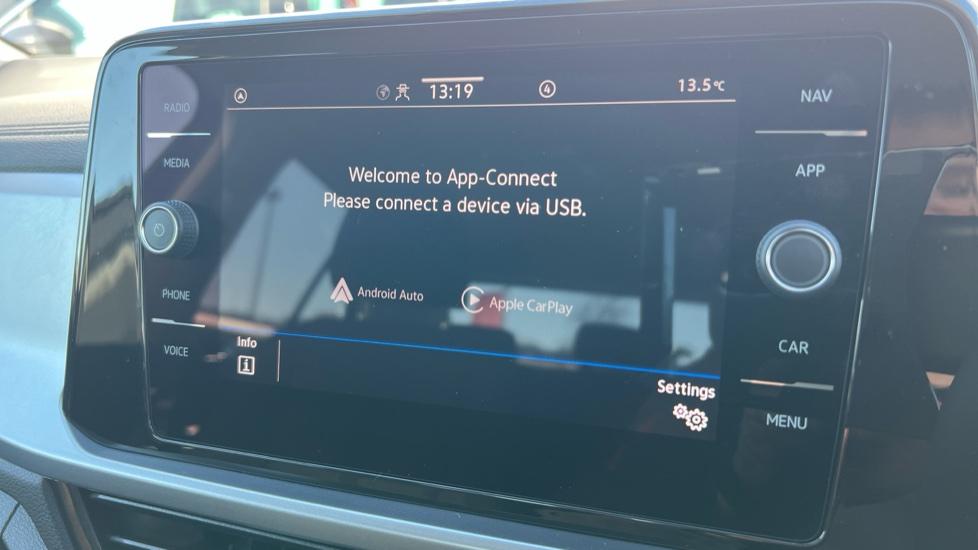 RADIO
MEDIA
PHONE
VOICE
13:19
4
13.5°C
Welcome to App-Connect
Please connect a device via USB.
Android Auto
Apple CarPlay
Info
i
Settings
NAV
APP
CAR
MENU